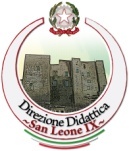 Direzione Didattica
~San Leone IX~